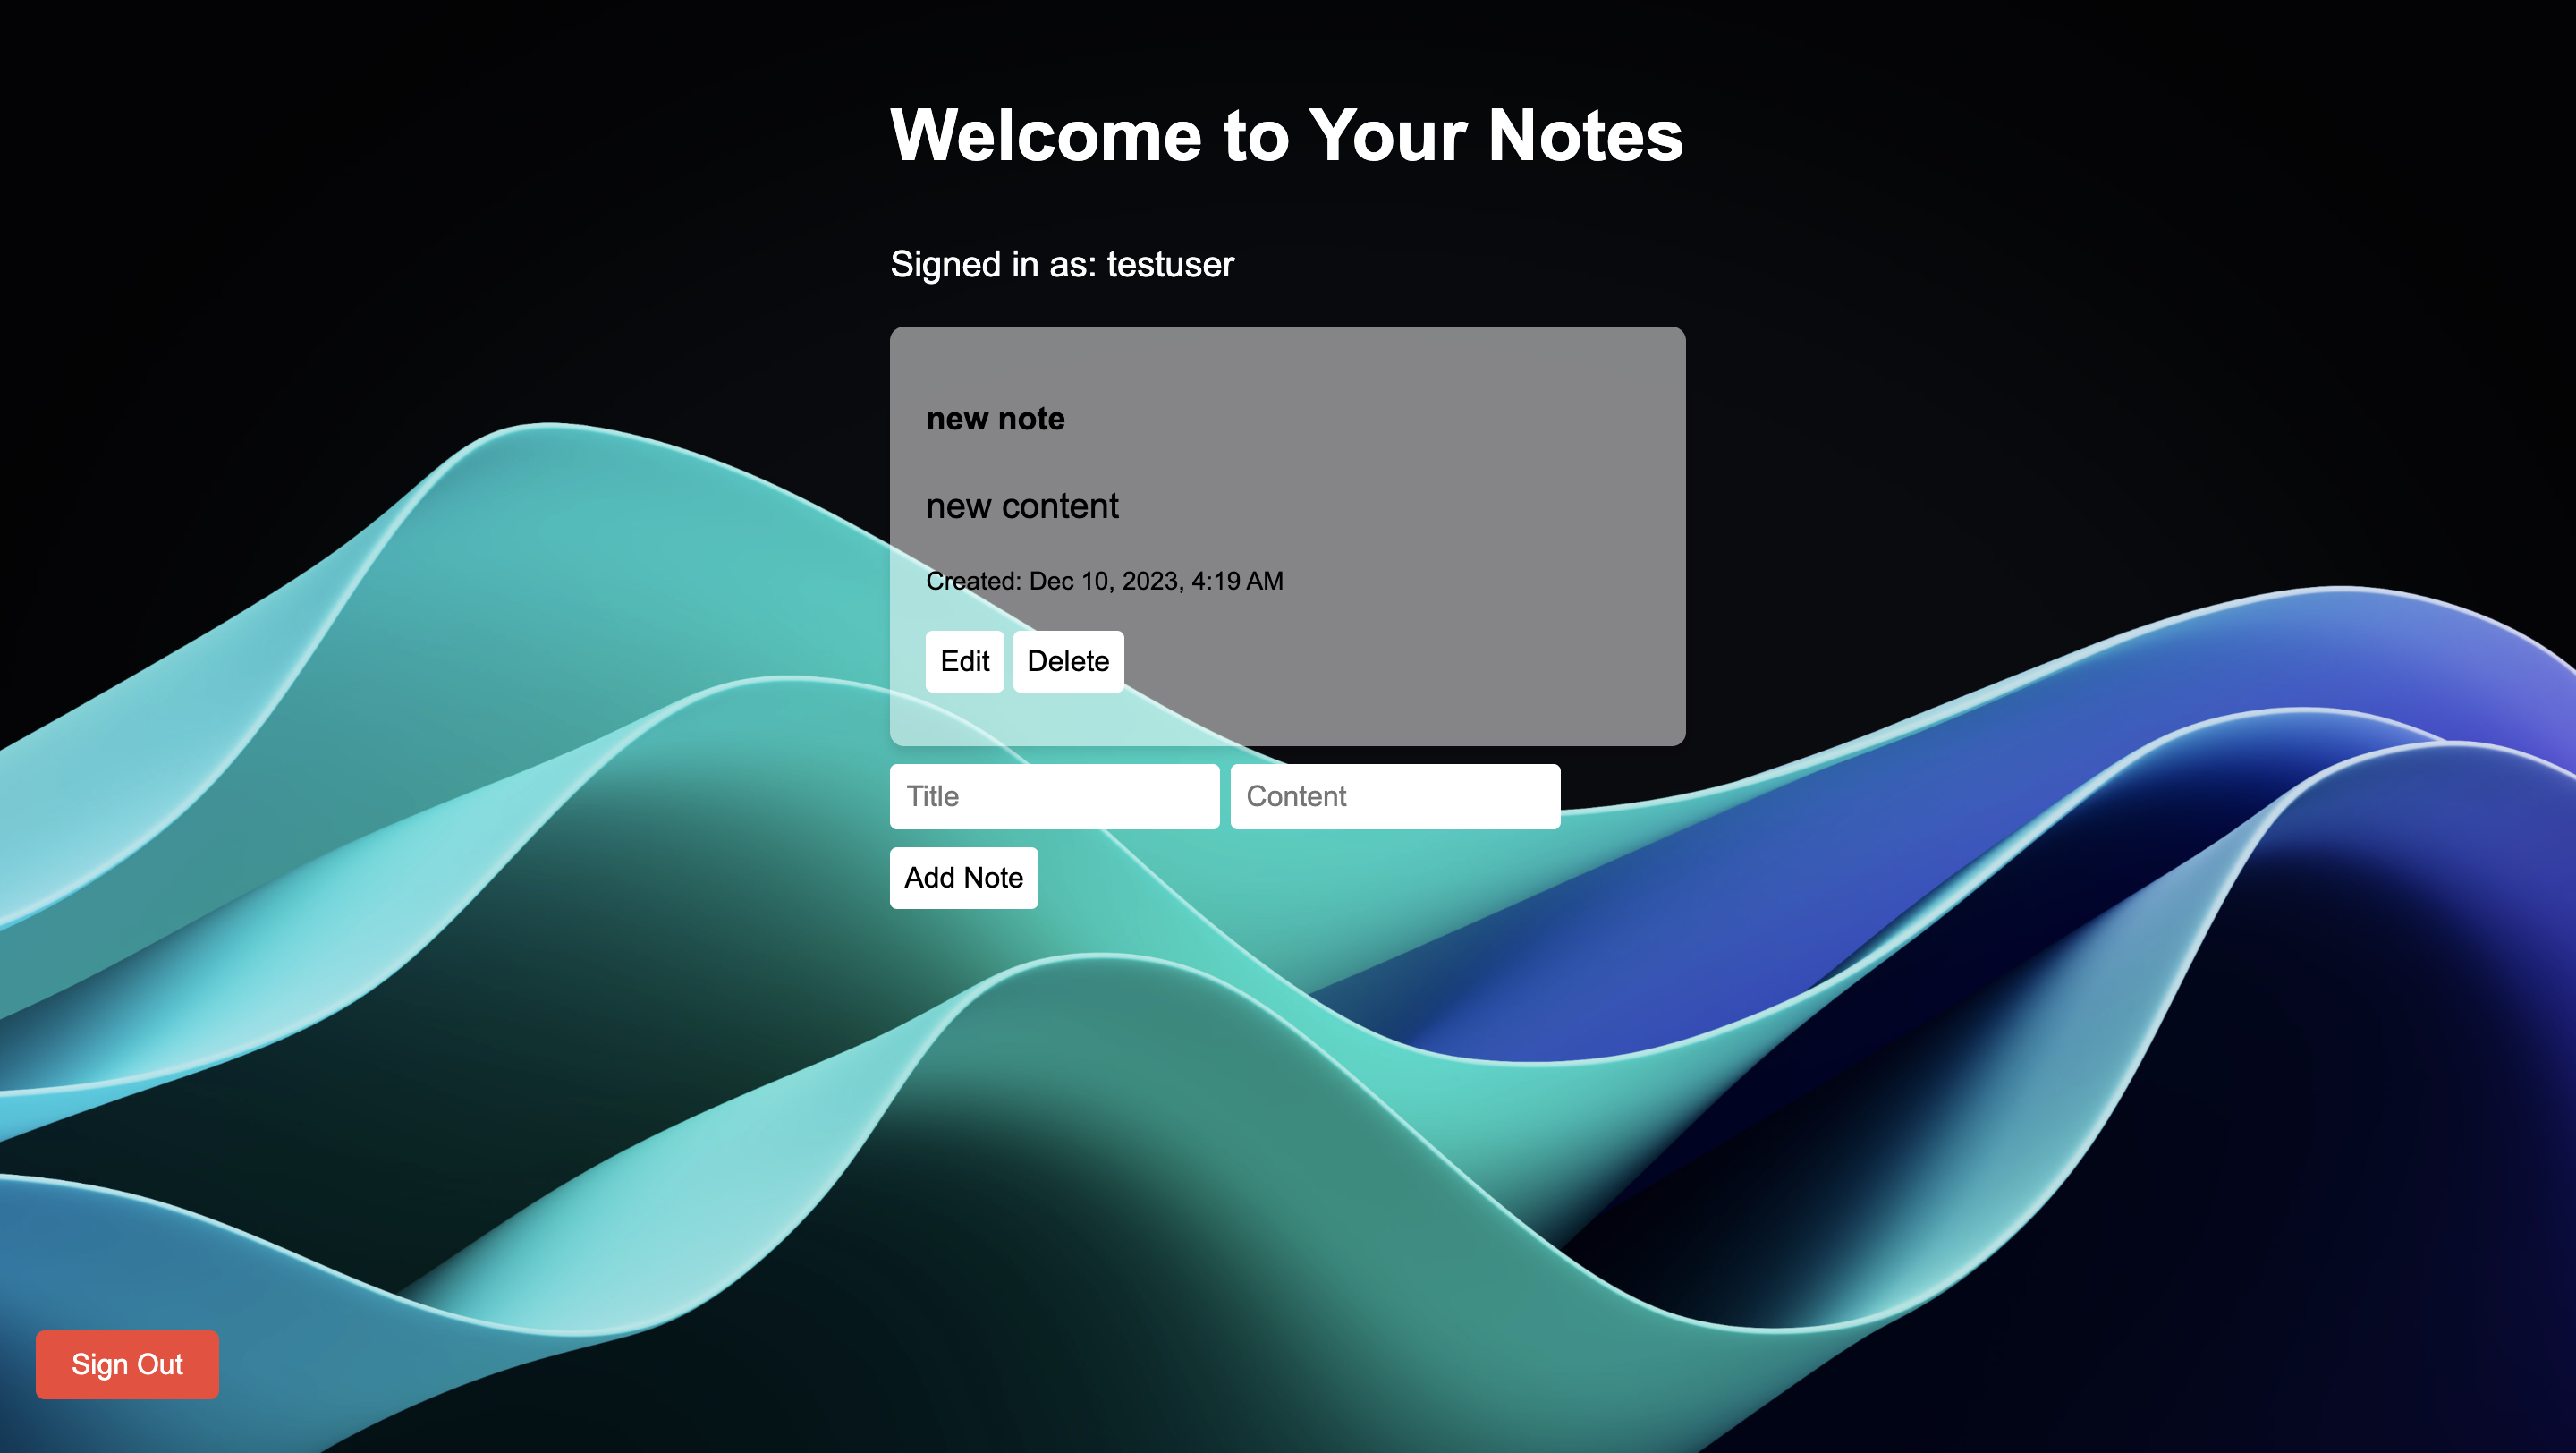 Welcome to Your Notes
Signed in as: testuser
new note
new content
Created: Dec 10, 2023, 4:19 AM
Edit Delete
Title Content
Add Note
Sign Out